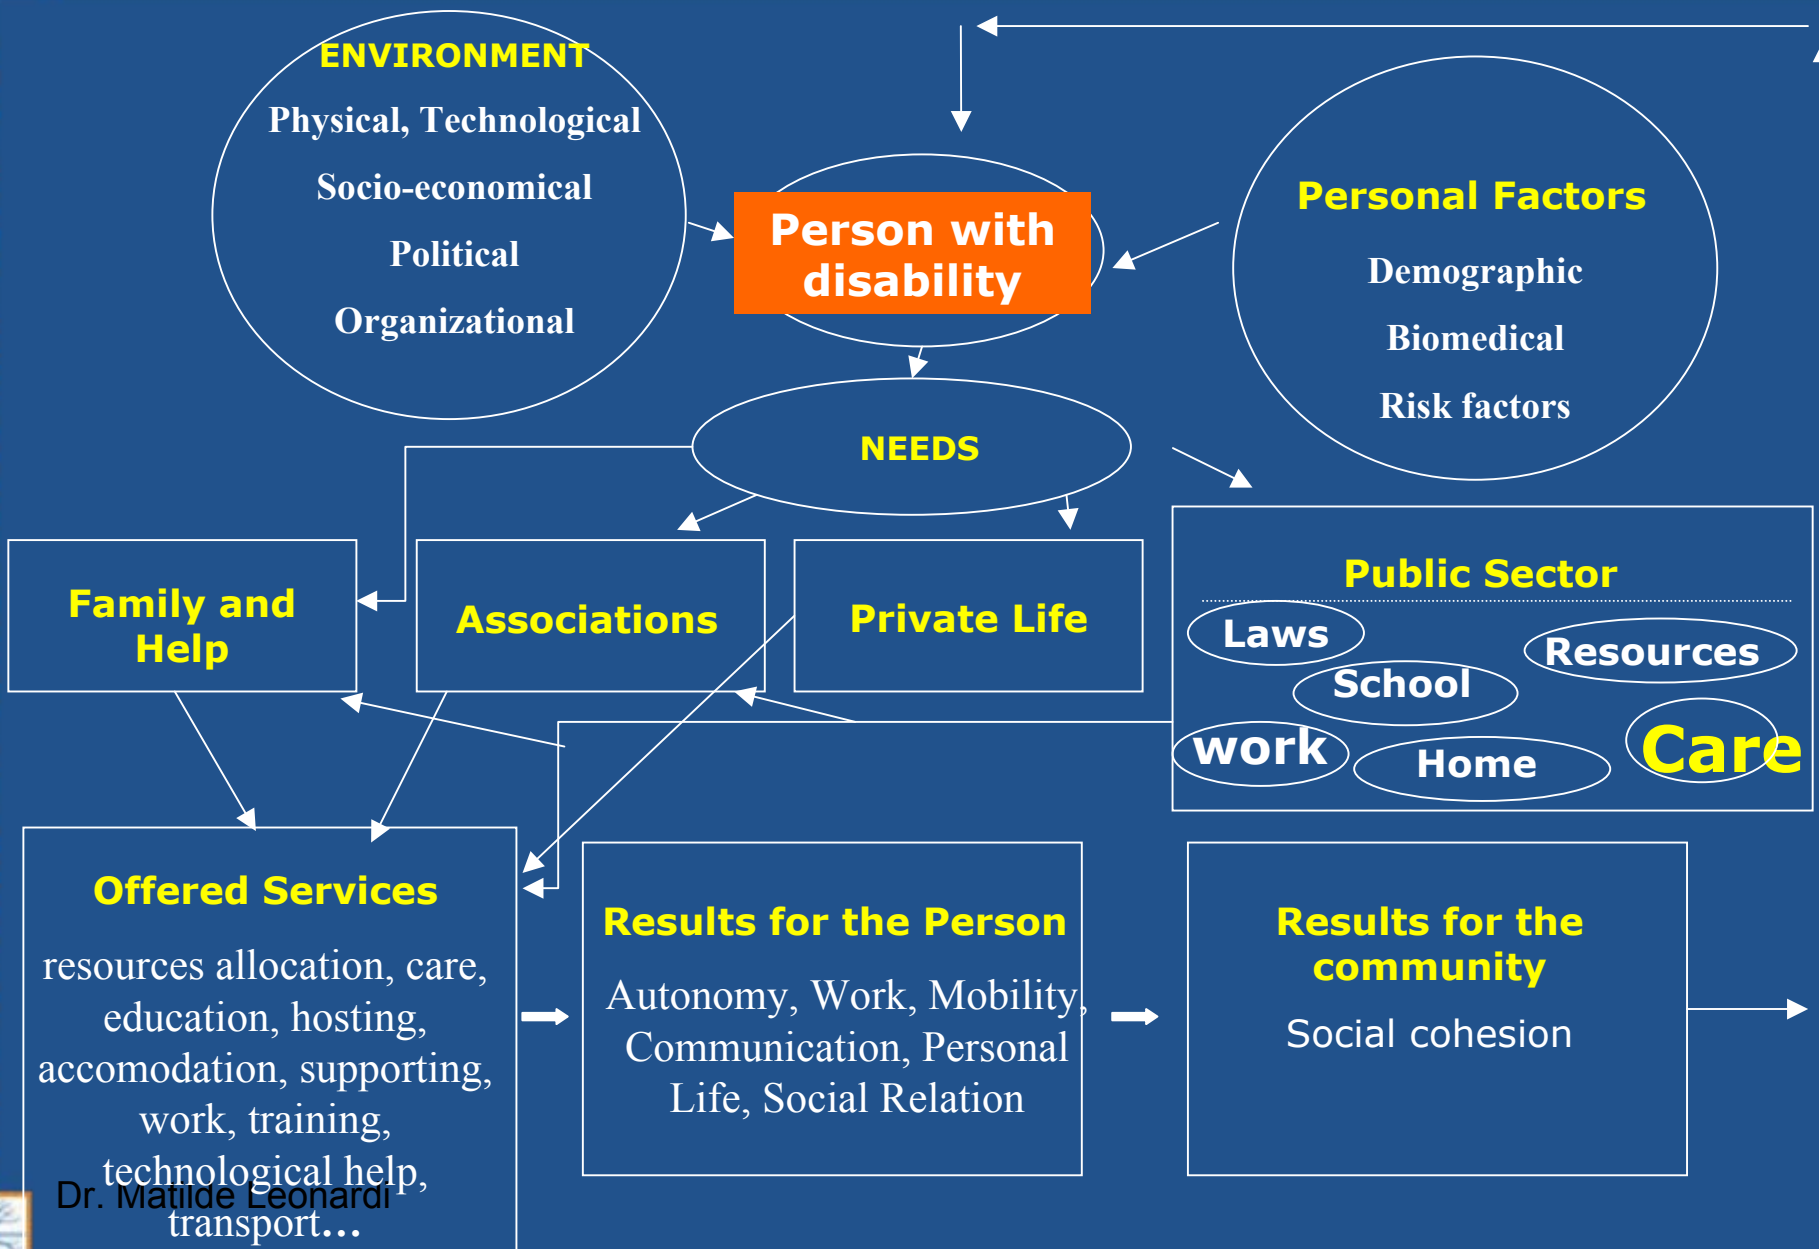 ENVIRONMENT
Physical, Technological
Socio-economical
Political
Organizational
Person with
disability
Personal Factors
Demographic
Biomedical
Risk factors
NEEDS
Family and
Help
Associations
Private Life
Public Sector
Laws
Resources
School
work
Home
Care
Offered Services
resources allocation, care,
education, hosting,
accomodation, supporting,
work, training,
technological help,
transport...
Results for the Person
Autonomy, Work, Mobility,
Communication, Personal
Life, Social Relation
Results for the
community
Social cohesion
Dr. Matilde Leonardi